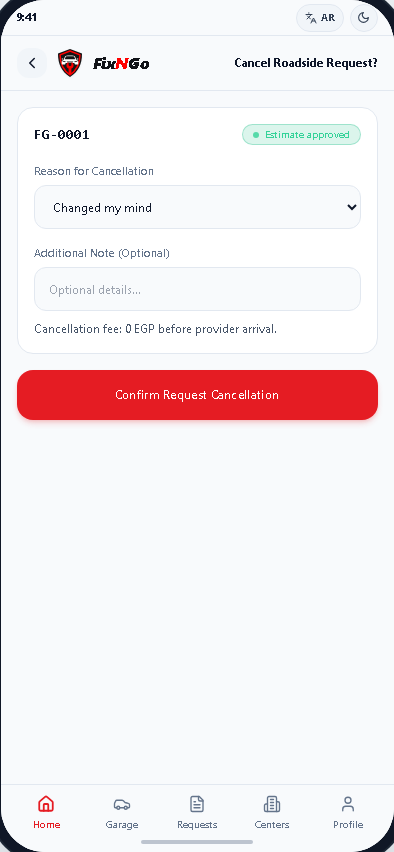 9:41
AR
FixNGo
Cancel Roadside Request?
FG-0001
Estimate approved
Reason for Cancellation
Changed my mind
Additional Note (Optional)
Optional details...
Cancellation fee: 0 EGP before provider arrival.
Confirm Request Cancellation
Home
Garage
Requests
Centers
Profile